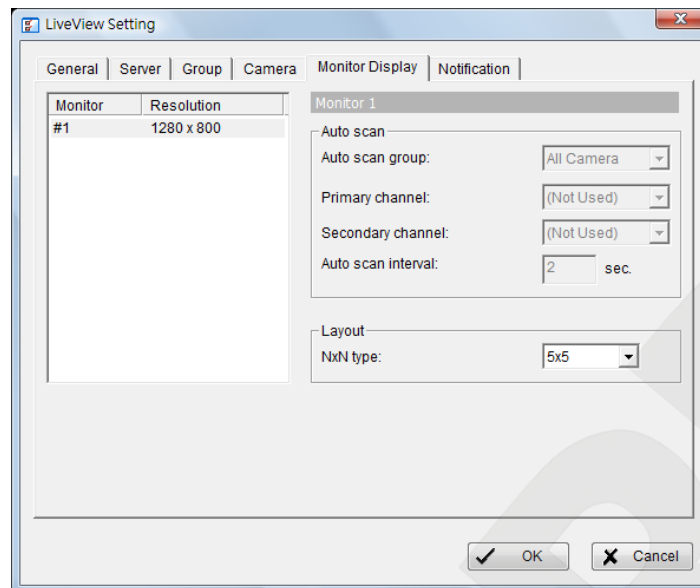 LiveView Setting
General Server Group Camera Monitor Display Notification
Monitor Resolution
#1 1280 x 800
Monitor 1
Auto scan
Auto scan group: All Camera
Primary channel: (Not Used)
Secondary channel: (Not Used)
Auto scan interval: 2 sec.
Layout
NxN type: 5x5
OK Cancel